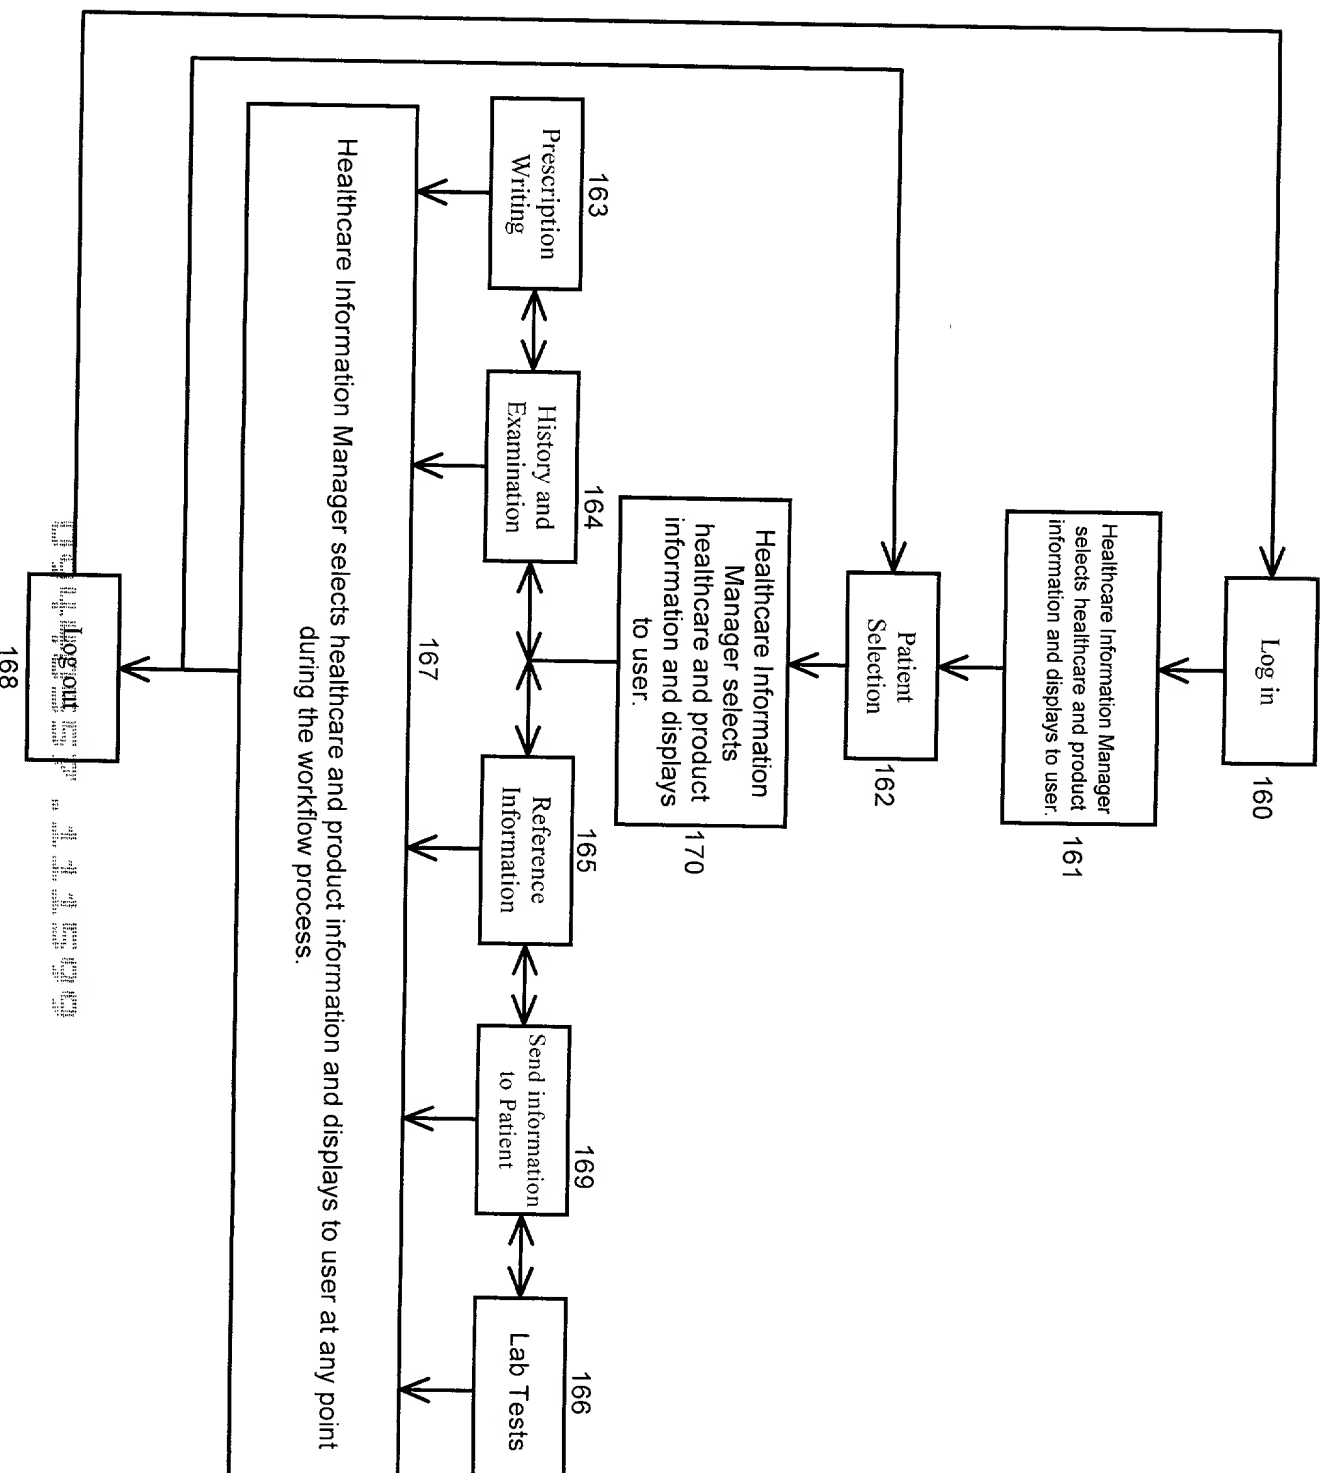 Log in
160
Healthcare Information Manager
selects healthcare and product
information and displays to user.
161
Patient
Selection
162
Healthcare Information
Manager selects
healthcare and product
information and displays
to user.
170
163
Prescription
Writing
164
History and
Examination
165
Reference
Information
169
Send information
to Patient
166
Lab Tests
167
Healthcare Information Manager selects healthcare and product information and displays to user at any point
during the workflow process.
Log out
168